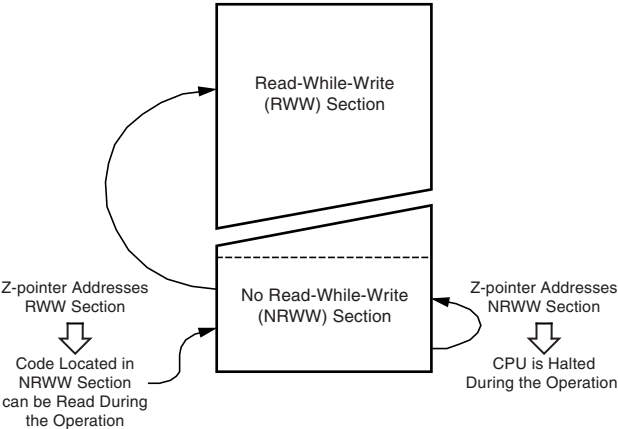 Read-While-Write
(RWW) Section
Z-pointer Addresses
RWW Section
Code Located in
NRWW Section
can be Read During
the Operation
No Read-While-Write
(NRWW) Section
Z-pointer Addresses
NRWW Section
CPU is Halted
During the Operation